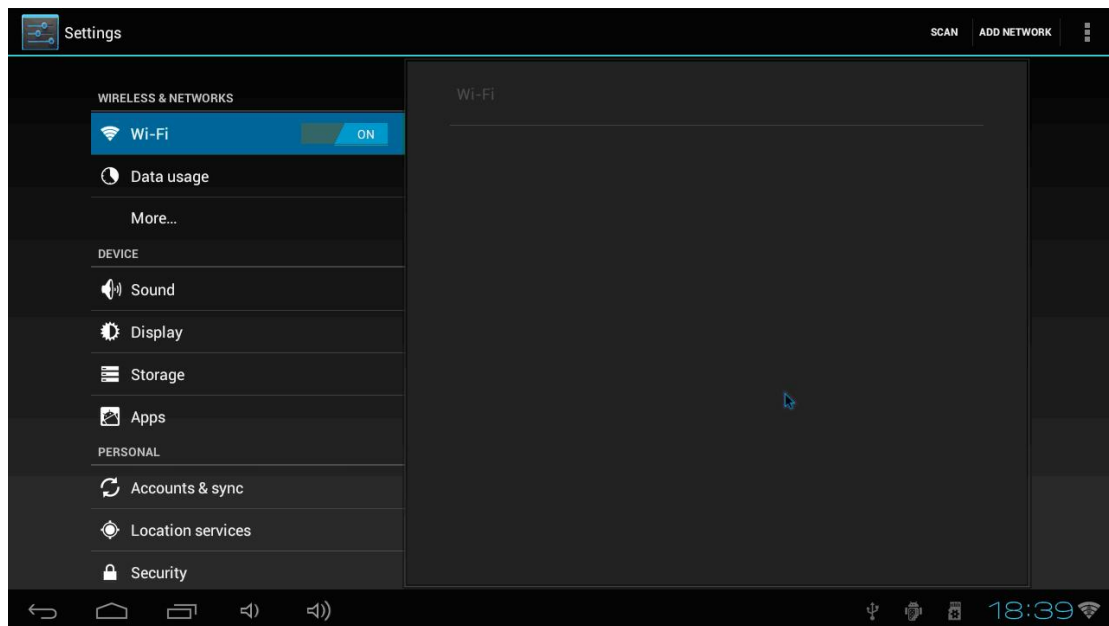 Settings
SCAN
ADD NETWORK
WIRELESS & NETWORKS
Wi-Fi
ON
Wi-Fi
Data usage
More...
DEVICE
Sound
Display
Storage
Apps
PERSONAL
Accounts & sync
Location services
Security
18:39